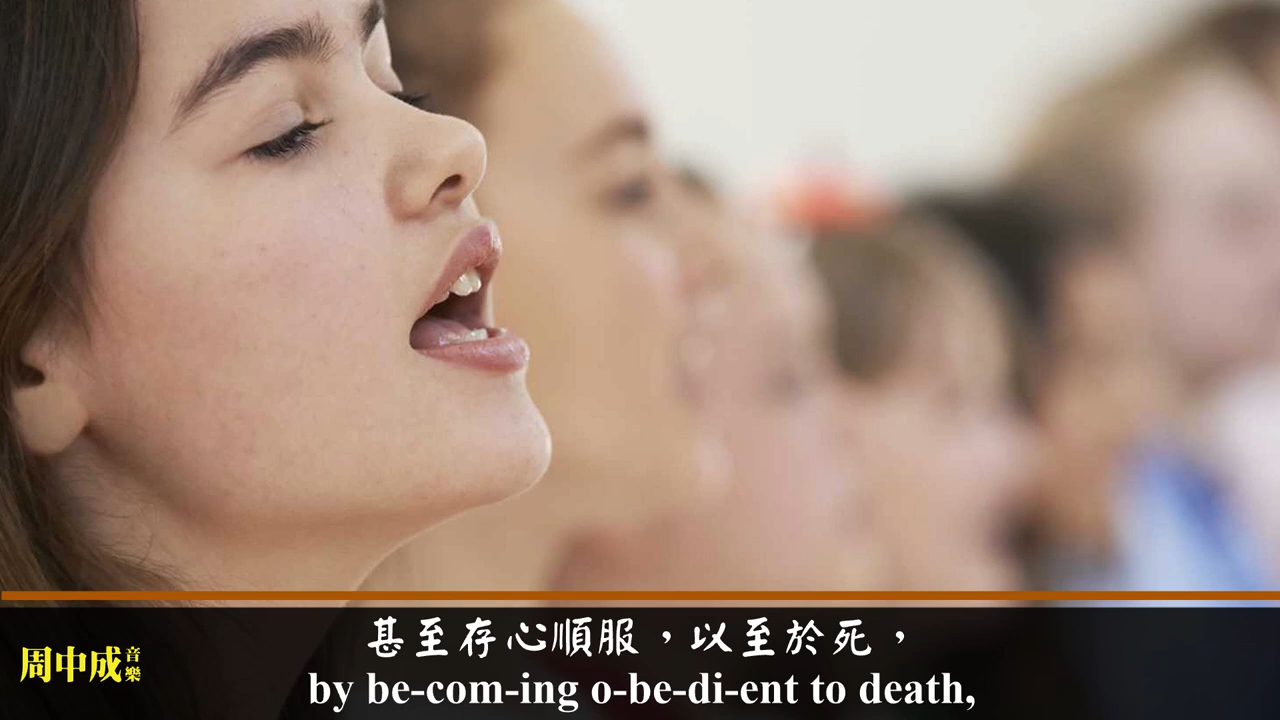 甚至存心順服，以至於死，
周中成音樂
by be-com-ing o-be-di-ent to death,